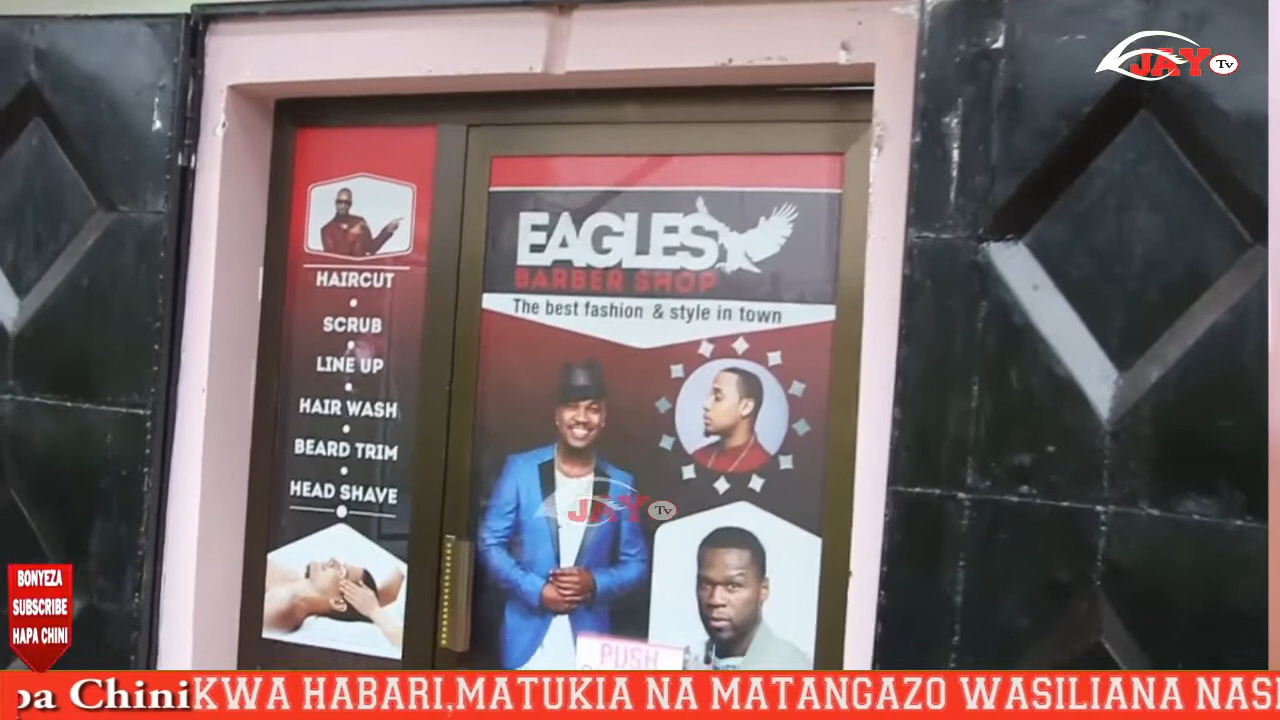 JAY Tv
HAIRCUT
SCRUB
LINE UP
HAIR WASH
BEARD TRIM
HEAD SHAVE
EAGLES
BARBER SHOP
The best fashion & style in town
JAY Tv
PUSH
BONYEZA
SUBSCRIBE
HAPA CHINI
pa Chini KWA HABARI,MATUKIA NA MATANGAZO WASILIANA NASI